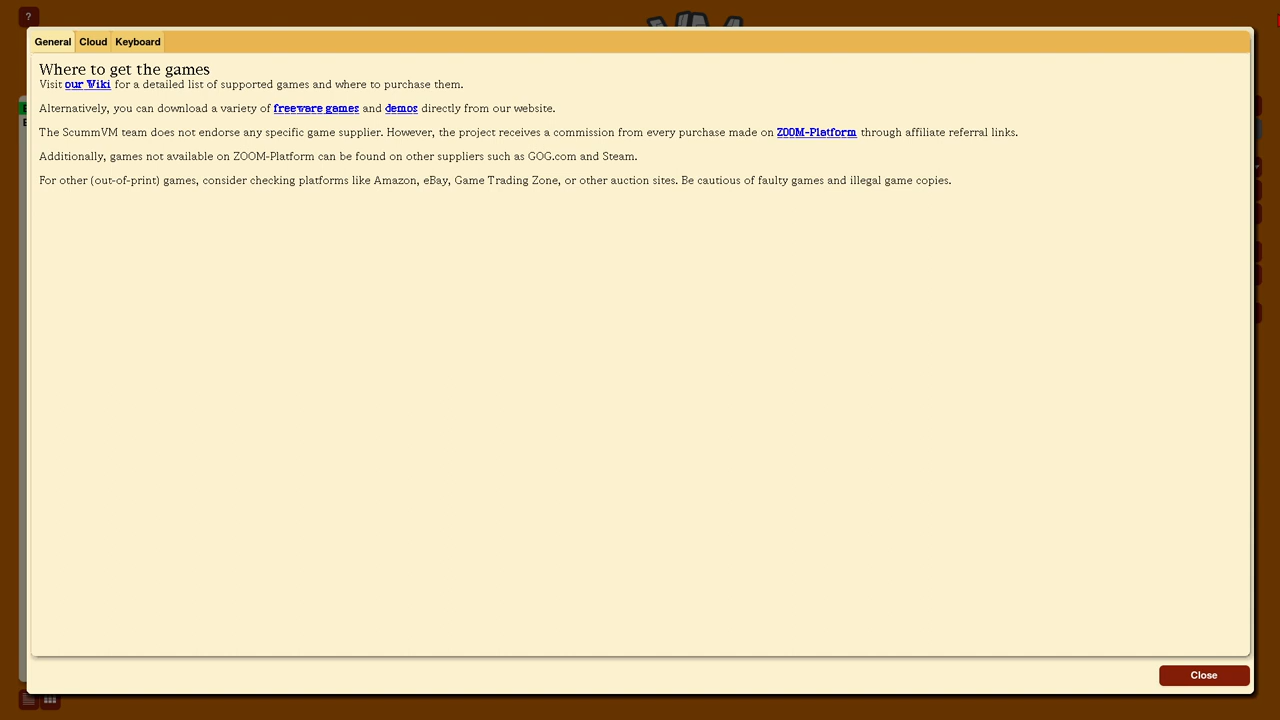 ?
General Cloud Keyboard
Where to get the games
Visit our Wiki for a detailed list of supported games and where to purchase them.
Alternatively, you can download a variety of freeware games and demos directly from our website.
The ScummVM team does not endorse any specific game supplier. However, the project receives a commission from every purchase made on ZOOM-Platform through affiliate referral links.
Additionally, games not available on ZOOM-Platform can be found on other suppliers such as GOG.com and Steam.
For other (out-of-print) games, consider checking platforms like Amazon, eBay, Game Trading Zone, or other auction sites. Be cautious of faulty games and illegal game copies.
Close